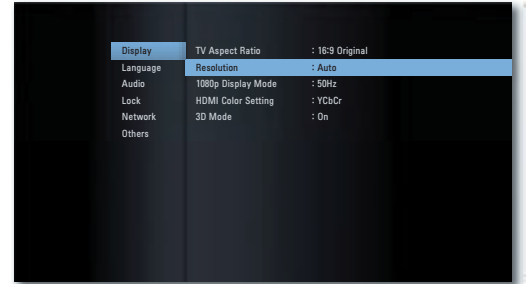 Display TV Aspect Ratio : 16:9 Original
Language Resolution : Auto
Audio 1080p Display Mode : 50Hz
Lock HDMI Color Setting : YCbCr
Network 3D Mode : On
Others